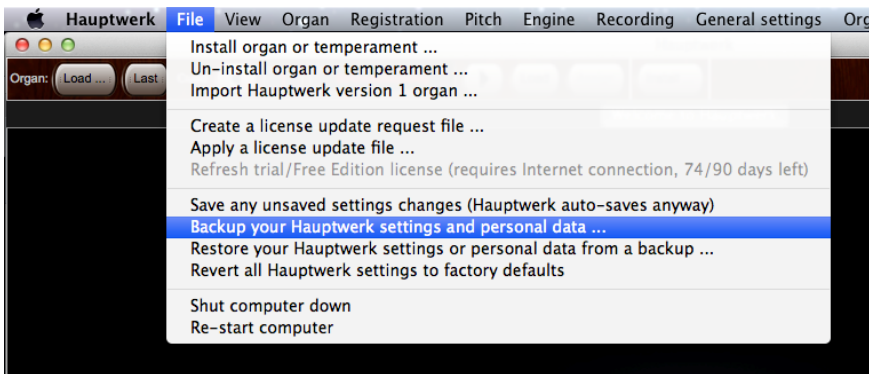 Hauptwerk File View Organ Registration Pitch Engine Recording General settings Org
Organ: Load ... Last
Install organ or temperament ...
Un-install organ or temperament ...
Import Hauptwerk version 1 organ ...
Create a license update request file ...
Apply a license update file ...
Refresh trial/Free Edition license (requires Internet connection, 74/90 days left)
Save any unsaved settings changes (Hauptwerk auto-saves anyway)
Backup your Hauptwerk settings and personal data ...
Restore your Hauptwerk settings or personal data from a backup ...
Revert all Hauptwerk settings to factory defaults
Shut computer down
Re-start computer